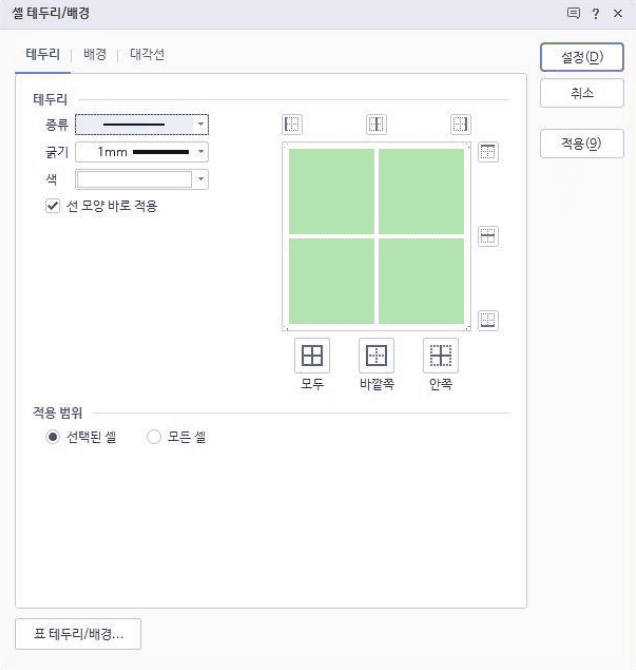 셀 테두리/배경
?
테두리 배경 대각선
설정(D)
취소
적용(9)
테두리
종류
굵기 1mm
색
선 모양 바로 적용
모두 바깥쪽 안쪽
적용 범위
선택된 셀 모든 셀
표 테두리/배경...